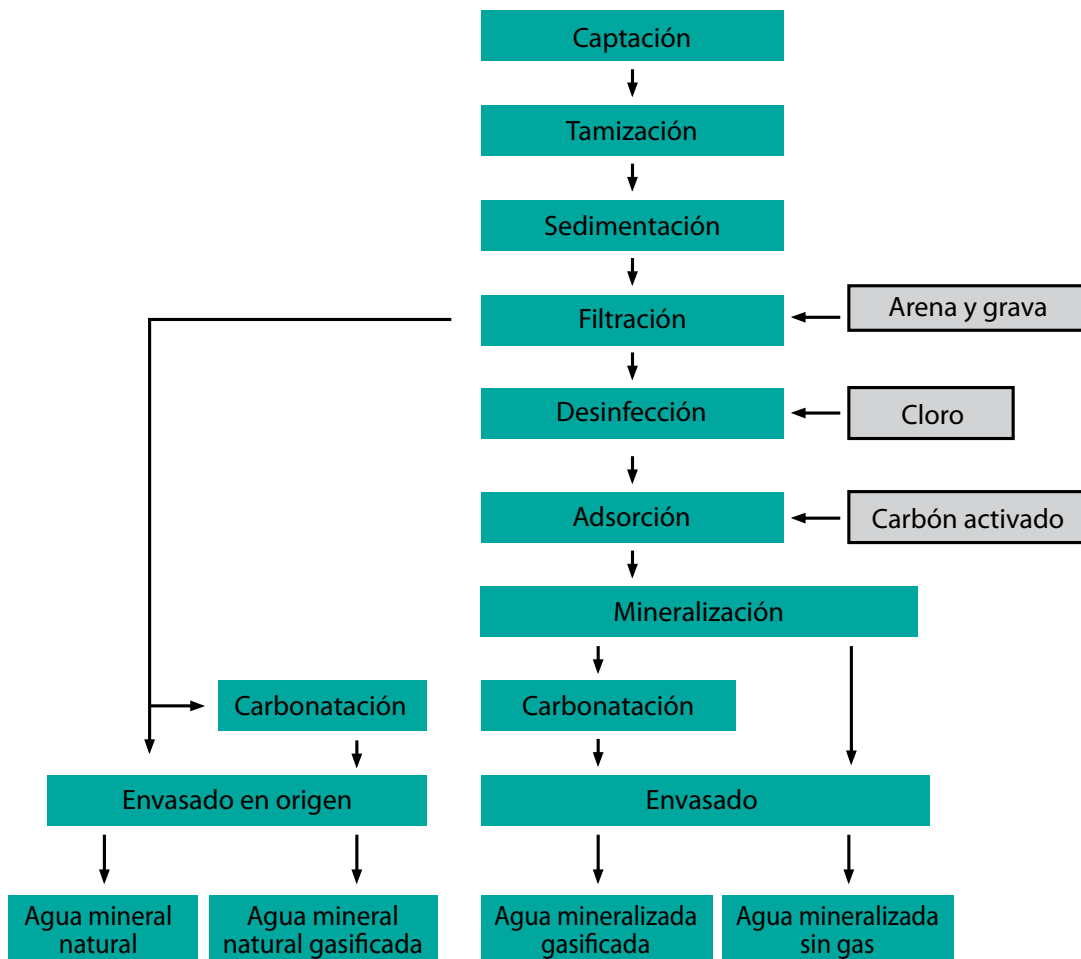 Captación
Tamización
Sedimentación
Filtración
Arena y grava
Desinfección
Cloro
Adsorción
Carbón activado
Mineralización
Carbonatación
Carbonatación
Envasado en origen
Envasado
Agua mineral
natural
Agua mineral
natural gasificada
Agua mineralizada
gasificada
Agua mineralizada
sin gas